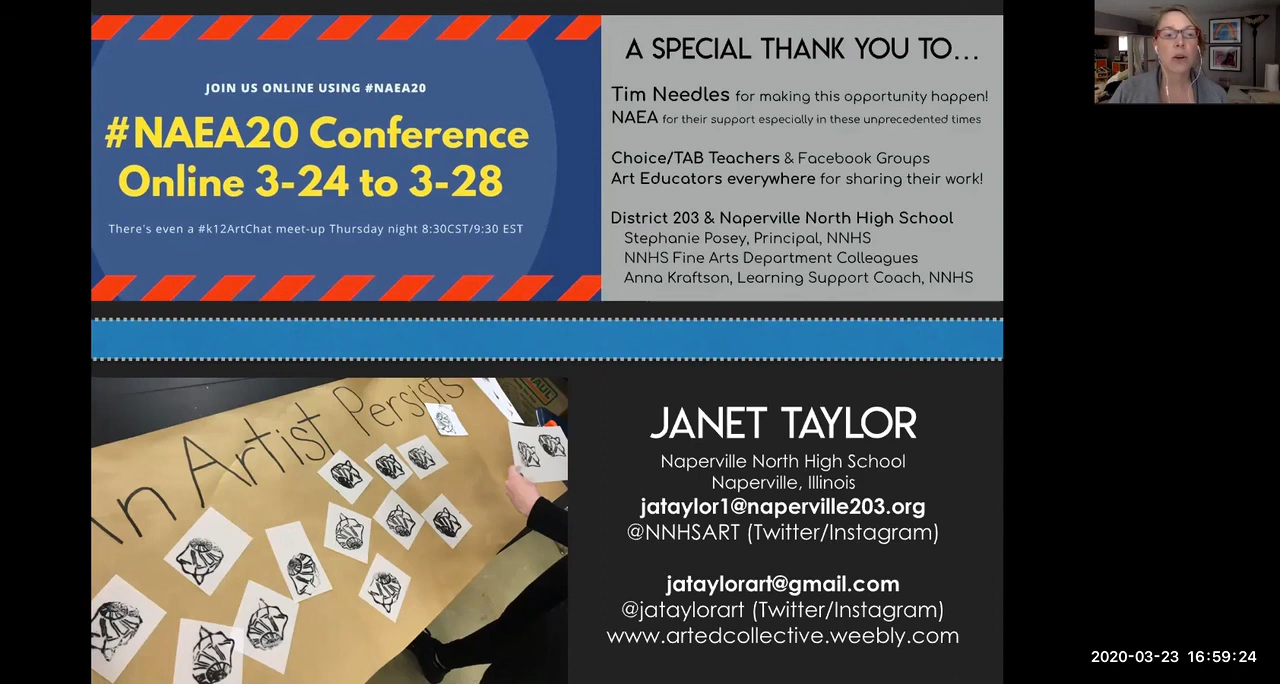 JOIN US ONLINE USING #NAEA20
#NAEA20 Conference
Online 3-24 to 3-28
There's even a #k12ArtChat meet-up Thursday night 8:30CST/9:30 EST
A SPECIAL THANK YOU TO...
Tim Needles for making this opportunity happen!
NAEA for their support especially in these unprecedented times
Choice/TAB Teachers & Facebook Groups
Art Educators everywhere for sharing their work!
District 203 & Naperville North High School
Stephanie Posey, Principal, NNHS
NNHS Fine Arts Department Colleagues
Anna Kraftson, Learning Support Coach, NNHS
An Artist Persists
JANET TAYLOR
Naperville North High School
Naperville, Illinois
jataylor1@naperville203.org
@NNHSART (Twitter/Instagram)
jataylorart@gmail.com
@jataylorart (Twitter/Instagram)
www.artedcollective.weebly.com
2020-03-23 16:59:24